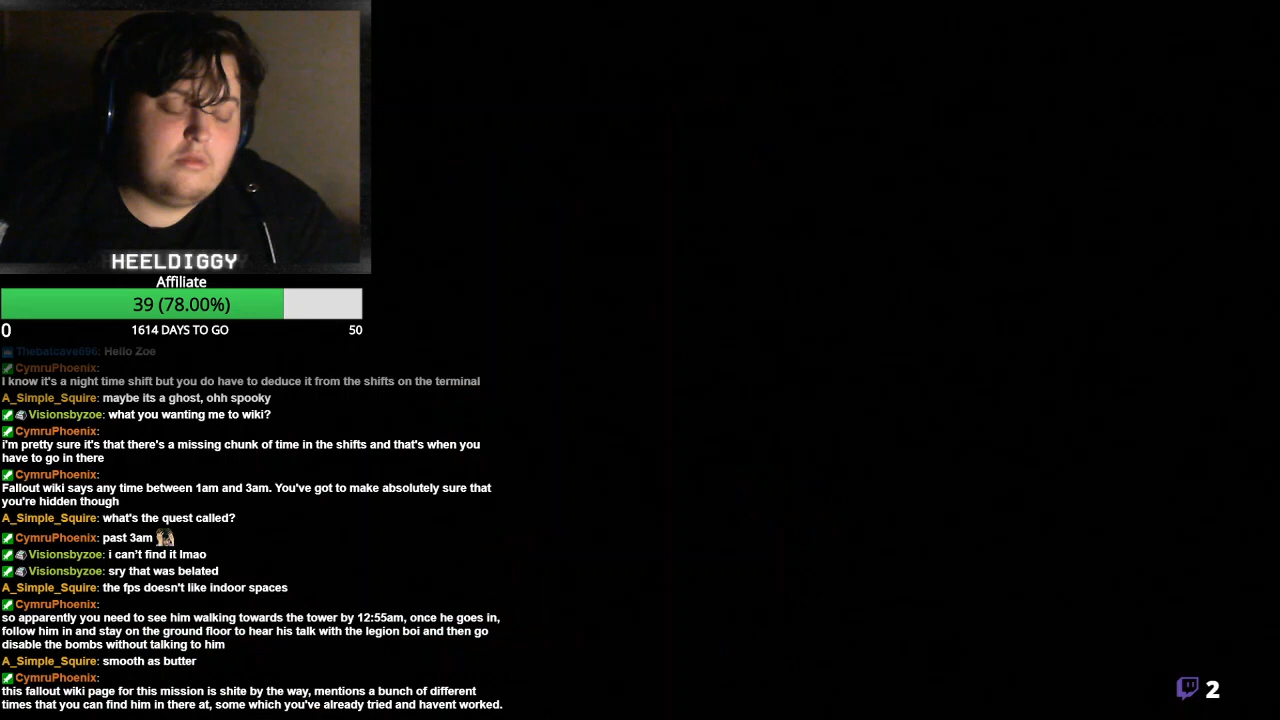 HEELDIGGY
Affiliate
39 (78.00%)
0 1614 DAYS TO GO 50
Thebatcave696: Hello Zoe
CymruPhoenix:
I know it's a night time shift but you do have to deduce it from the shifts on the terminal
A_Simple_Squire: maybe its a ghost, ohh spooky
Visionsbyzoe: what you wanting me to wiki?
CymruPhoenix:
i'm pretty sure it's that there's a missing chunk of time in the shifts and that's when you
have to go in there
CymruPhoenix:
Fallout wiki says any time between 1am and 3am. You've got to make absolutely sure that
you're hidden though
A_Simple_Squire: what's the quest called?
CymruPhoenix: past 3am
Visionsbyzoe: i can't find it lmao
Visionsbyzoe: sry that was belated
A_Simple_Squire: the fps doesn't like indoor spaces
CymruPhoenix:
so apparently you need to see him walking towards the tower by 12:55am, once he goes in,
follow him in and stay on the ground floor to hear his talk with the legion boi and then go
disable the bombs without talking to him
A_Simple_Squire: smooth as butter
CymruPhoenix:
this fallout wiki page for this mission is shite by the way, mentions a bunch of different
times that you can find him in there at, some which you've already tried and havent worked.
2